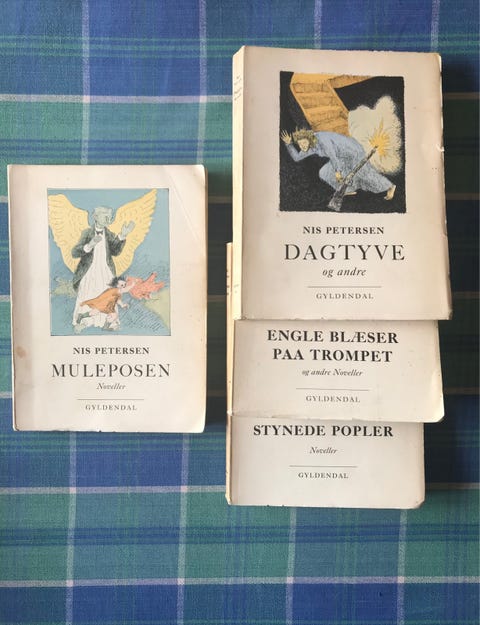 NIS PETERSEN
MULEPOSEN
Noveller
GYLDENDAL
NIS PETERSEN
DAGTYVE
og andre
GYLDENDAL
ENGLE BLÆSER
PAA TROMPET
og andre Noveller
GYLDENDAL
STYNEDE POPLER
Noveller
GYLDENDAL